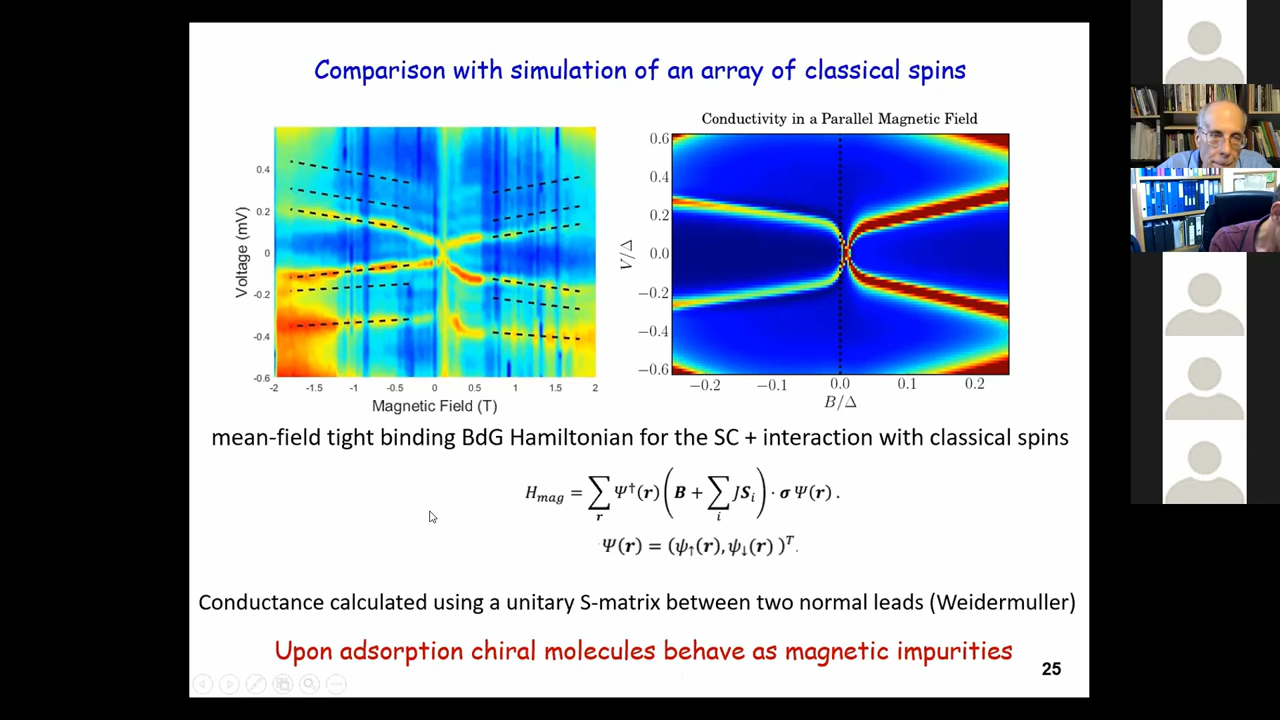 Comparison with simulation of an array of classical spins
Conductivity in a Parallel Magnetic Field
0.4
0.2
0
-0.2
-0.4
-0.6
Voltage (mV)
-2 -1.5 -1 -0.5 0 0.5 1 1.5 2
Magnetic Field (T)
0.6
0.4
0.2
0.0
−0.2
−0.4
−0.6
V/Δ
−0.2 −0.1 0.0 0.1 0.2
B/Δ
mean-field tight binding BdG Hamiltonian for the SC + interaction with classical spins
H_mag = ∑_r Ψ†(r) (B + ∑_i JS_i) · σ Ψ(r) .
Ψ(r) = (ψ↑(r), ψ↓(r) )^T.
Conductance calculated using a unitary S-matrix between two normal leads (Weidermuller)
Upon adsorption chiral molecules behave as magnetic impurities
25